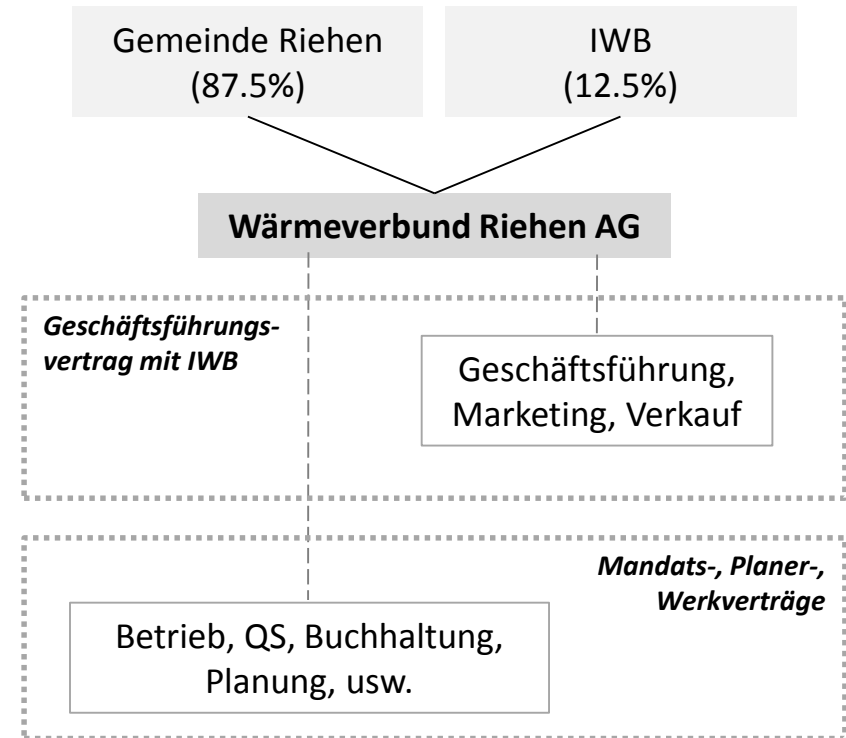 Gemeinde Riehen
(87.5%)
IWB
(12.5%)
Wärmeverbund Riehen AG
Geschäftsführungs-
vertrag mit IWB
Geschäftsführung,
Marketing, Verkauf
Mandats-, Planer-,
Werkverträge
Betrieb, QS, Buchhaltung,
Planung, usw.